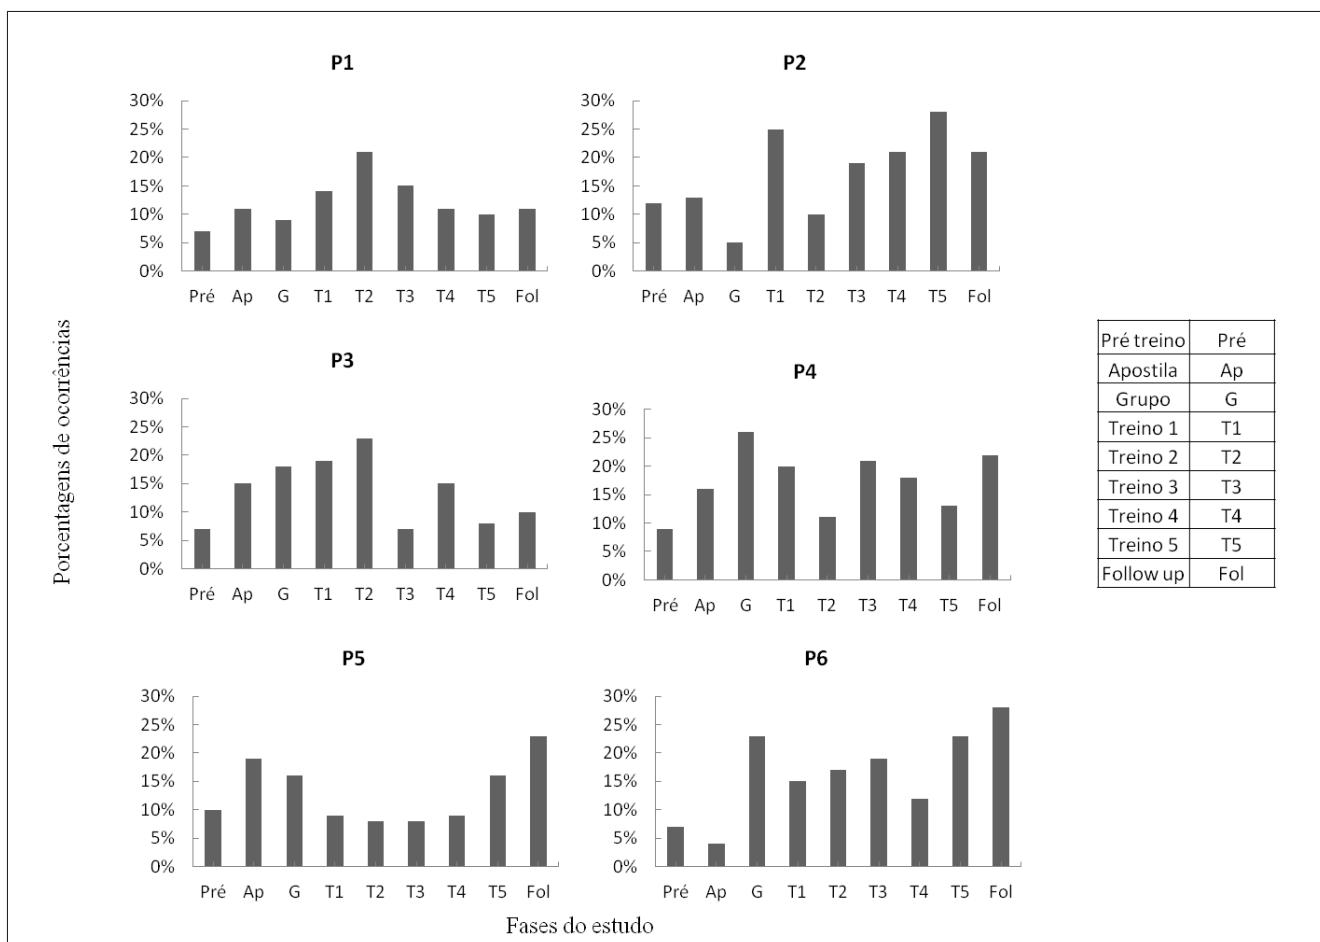 P1
30%
25%
20%
15%
10%
5%
0%
Pré Ap G T1 T2 T3 T4 T5 Fol
P2
30%
25%
20%
15%
10%
5%
0%
Pré Ap G T1 T2 T3 T4 T5 Fol
Porcentagens de ocorrências
P3
30%
25%
20%
15%
10%
5%
0%
Pré Ap G T1 T2 T3 T4 T5 Fol
P4
30%
25%
20%
15%
10%
5%
0%
Pré Ap G T1 T2 T3 T4 T5 Fol
Pré treino Pré
Apostila Ap
Grupo G
Treino 1 T1
Treino 2 T2
Treino 3 T3
Treino 4 T4
Treino 5 T5
Follow up Fol
P5
30%
25%
20%
15%
10%
5%
0%
Pré Ap G T1 T2 T3 T4 T5 Fol
P6
30%
25%
20%
15%
10%
5%
0%
Pré Ap G T1 T2 T3 T4 T5 Fol
Fases do estudo